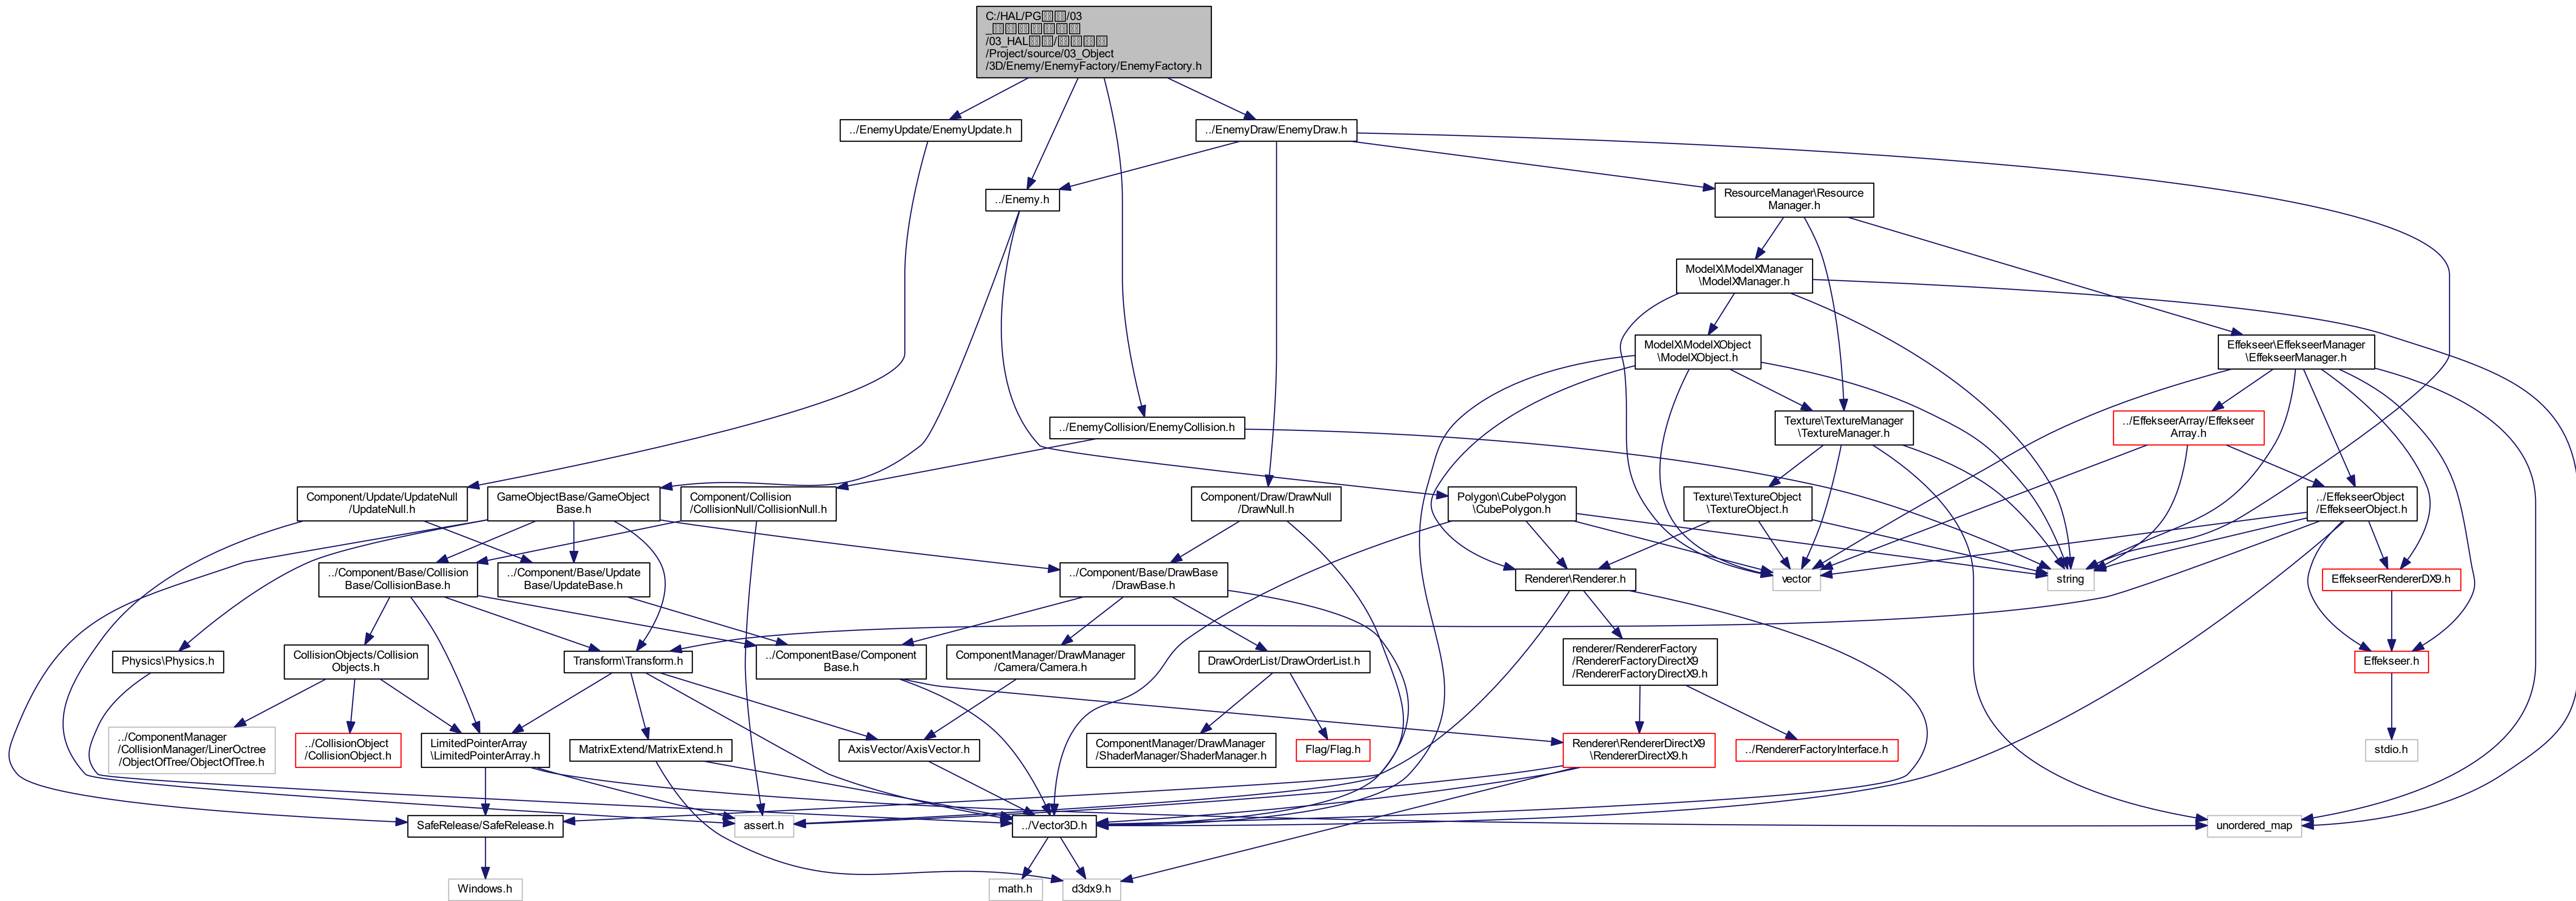 C:/HAL/PG/03
_
/03_HAL/
/Project/source/03_Object
/3D/Enemy/EnemyFactory/EnemyFactory.h
../EnemyUpdate/EnemyUpdate.h
../EnemyDraw/EnemyDraw.h
../Enemy.h
ResourceManager\Resource
Manager.h
ModelX\ModelXManager
\ModelXManager.h
ModelX\ModelXObject
\ModelXObject.h
Effekseer\EffekseerManager
\EffekseerManager.h
../EnemyCollision/EnemyCollision.h
Texture\TextureManager
\TextureManager.h
../EffekseerArray/Effekseer
Array.h
Component/Update/UpdateNull
/UpdateNull.h
GameObjectBase/GameObject
Base.h
Component/Collision
/CollisionNull/CollisionNull.h
Component/Draw/DrawNull
/DrawNull.h
Polygon\CubePolygon
\CubePolygon.h
Texture\TextureObject
\TextureObject.h
../EffekseerObject
/EffekseerObject.h
../Component/Base/Collision
Base/CollisionBase.h
../Component/Base/Update
Base/UpdateBase.h
../Component/Base/DrawBase
/DrawBase.h
Renderer\Renderer.h
vector
string
EffekseerRendererDX9.h
Physics\Physics.h
CollisionObjects/Collision
Objects.h
Transform\Transform.h
../ComponentBase/Component
Base.h
ComponentManager/DrawManager
/Camera/Camera.h
DrawOrderList/DrawOrderList.h
renderer/RendererFactory
/RendererFactoryDirectX9
/RendererFactoryDirectX9.h
Effekseer.h
../ComponentManager
/CollisionManager/LinerOctree
/ObjectOfTree/ObjectOfTree.h
../CollisionObject
/CollisionObject.h
LimitedPointerArray
\LimitedPointerArray.h
MatrixExtend/MatrixExtend.h
AxisVector/AxisVector.h
ComponentManager/DrawManager
/ShaderManager/ShaderManager.h
Flag/Flag.h
Renderer\RendererDirectX9
\RendererDirectX9.h
../RendererFactoryInterface.h
stdio.h
SafeRelease/SafeRelease.h
assert.h
../Vector3D.h
unordered_map
Windows.h
math.h
d3dx9.h